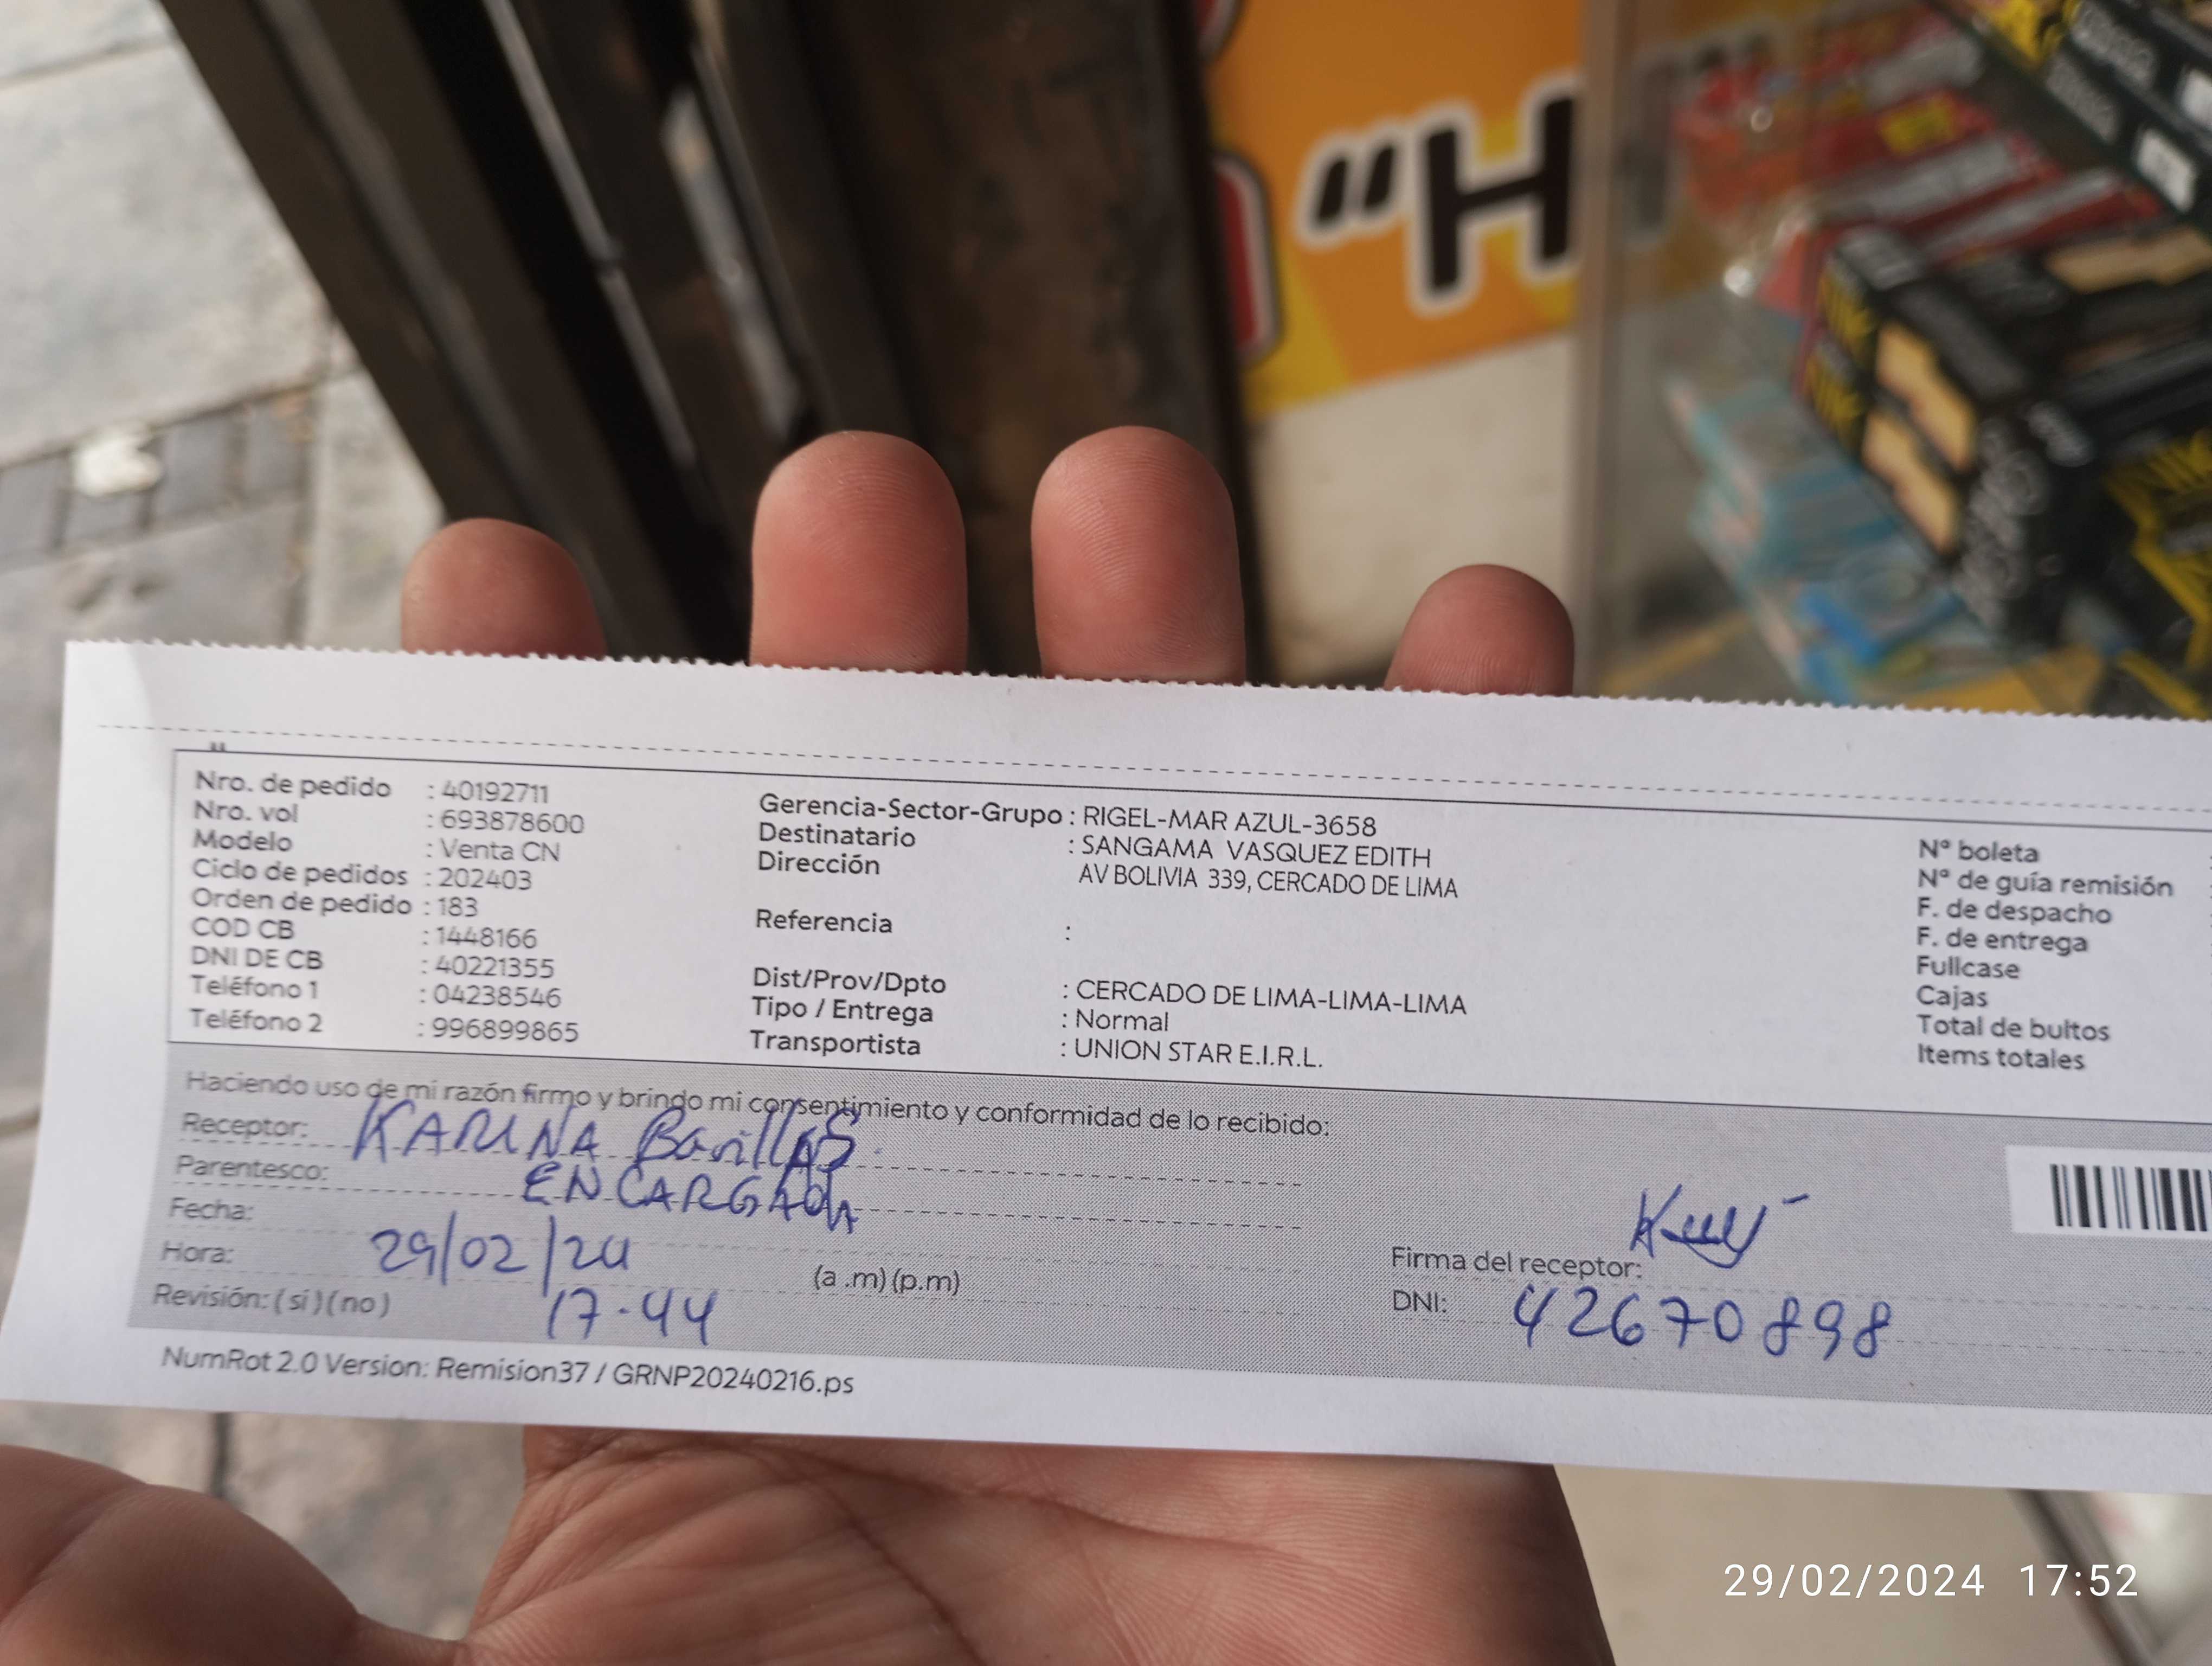 "H
Nro. de pedido : 40192711
Nro. vol : 693878600
Modelo : Venta CN
Ciclo de pedidos : 202403
Orden de pedido : 183
COD CB : 1448166
DNI DE CB : 40221355
Teléfono 1 : 04238546
Teléfono 2 : 996899865
Gerencia-Sector-Grupo : RIGEL-MAR AZUL-3658
Destinatario : SANGAMA VASQUEZ EDITH
Dirección AV BOLIVIA 339, CERCADO DE LIMA
Referencia :
Dist/Prov/Dpto : CERCADO DE LIMA-LIMA-LIMA
Tipo / Entrega : Normal
Transportista : UNION STAR E.I.R.L.
N° boleta
N° de guía remisión
F. de despacho
F. de entrega
Fullcase
Cajas
Total de bultos
Items totales
Haciendo uso de mi razón firmo y brindo mi consentimiento y conformidad de lo recibido:
Receptor: KARINA
Parentesco: ENCARGADA
Fecha: 29/02/24
Hora: 17-44 (a .m) (p.m)
Revisión: ( si ) ( no )
Firma del receptor:
DNI: 42670898
NumRot 2.0 Version: Remision37 / GRNP20240216.ps
29/02/2024 17:52